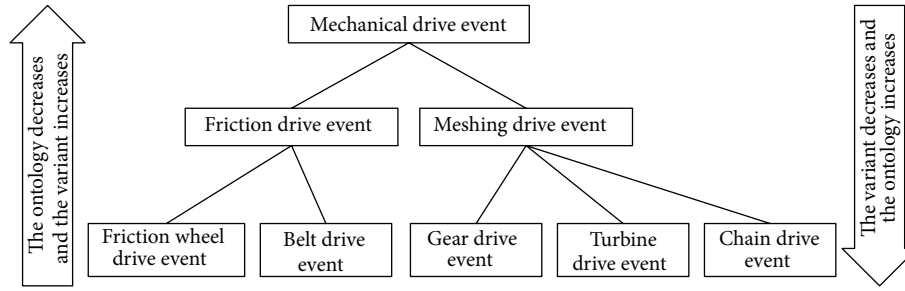 Mechanical drive event
The ontology decreases
and the variant increases
The variant decreases and
the ontology increases
Friction drive event
Meshing drive event
Friction wheel
drive event
Belt drive
event
Gear drive
event
Turbine
drive event
Chain drive
event